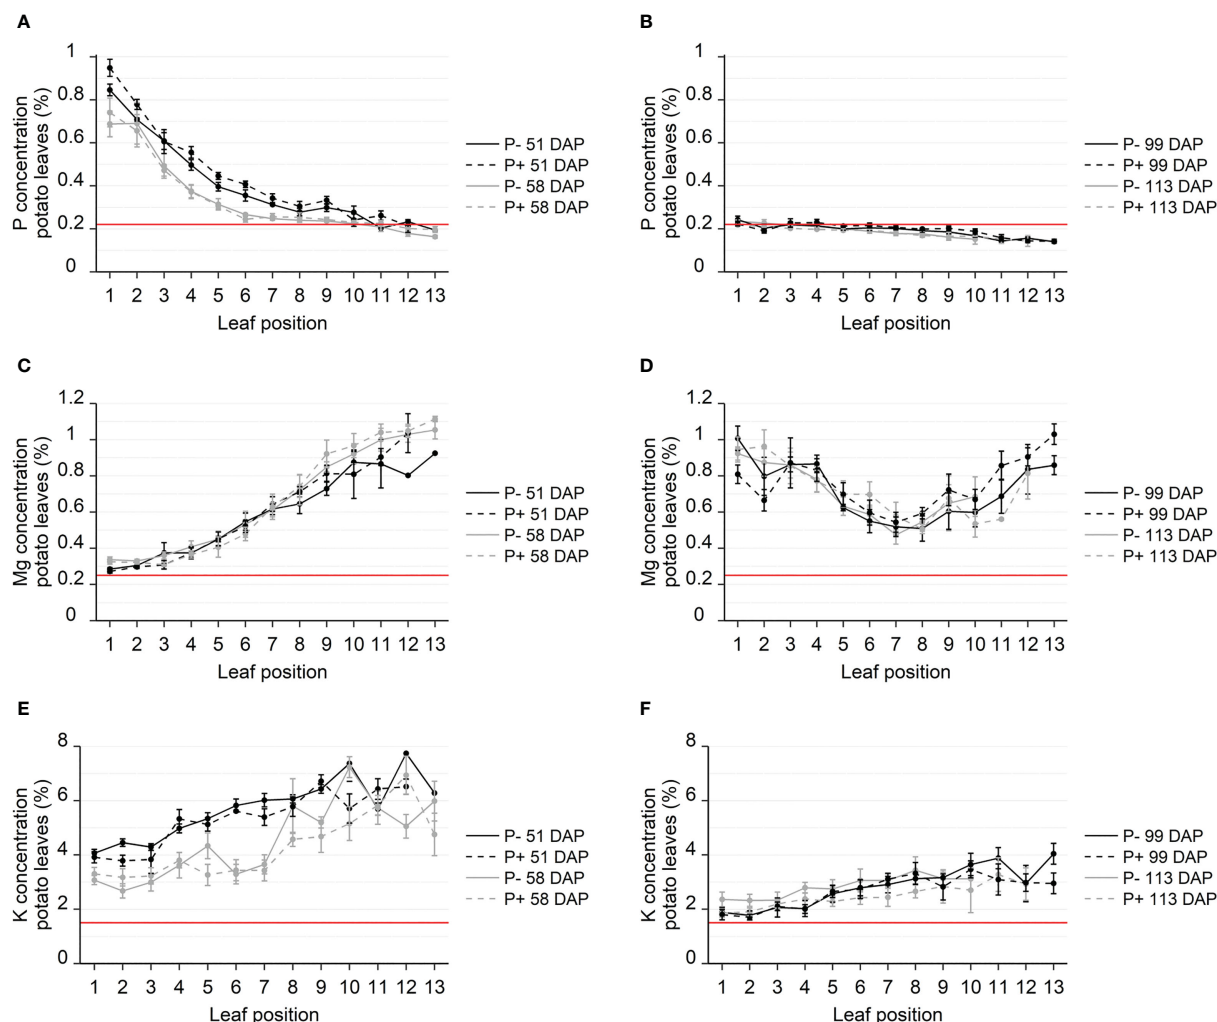 A
P concentration
potato leaves (%)
1
0.8
0.6
0.4
0.2
0
1 2 3 4 5 6 7 8 9 10 11 12 13
Leaf position
P- 51 DAP
P+ 51 DAP
P- 58 DAP
P+ 58 DAP
B
P concentration
potato leaves (%)
1
0.8
0.6
0.4
0.2
0
1 2 3 4 5 6 7 8 9 10 11 12 13
Leaf position
P- 99 DAP
P+ 99 DAP
P- 113 DAP
P+ 113 DAP
C
Mg concentration
potato leaves (%)
1.2
1
0.8
0.6
0.4
0.2
0
1 2 3 4 5 6 7 8 9 10 11 12 13
Leaf position
P- 51 DAP
P+ 51 DAP
P- 58 DAP
P+ 58 DAP
D
Mg concentration
potato leaves (%)
1.2
1
0.8
0.6
0.4
0.2
0
1 2 3 4 5 6 7 8 9 10 11 12 13
Leaf position
P- 99 DAP
P+ 99 DAP
P- 113 DAP
P+ 113 DAP
E
K concentration
potato leaves (%)
8
6
4
2
0
1 2 3 4 5 6 7 8 9 10 11 12 13
Leaf position
P- 51 DAP
P+ 51 DAP
P- 58 DAP
P+ 58 DAP
F
K concentration
potato leaves (%)
8
6
4
2
0
1 2 3 4 5 6 7 8 9 10 11 12 13
Leaf position
P- 99 DAP
P+ 99 DAP
P- 113 DAP
P+ 113 DAP